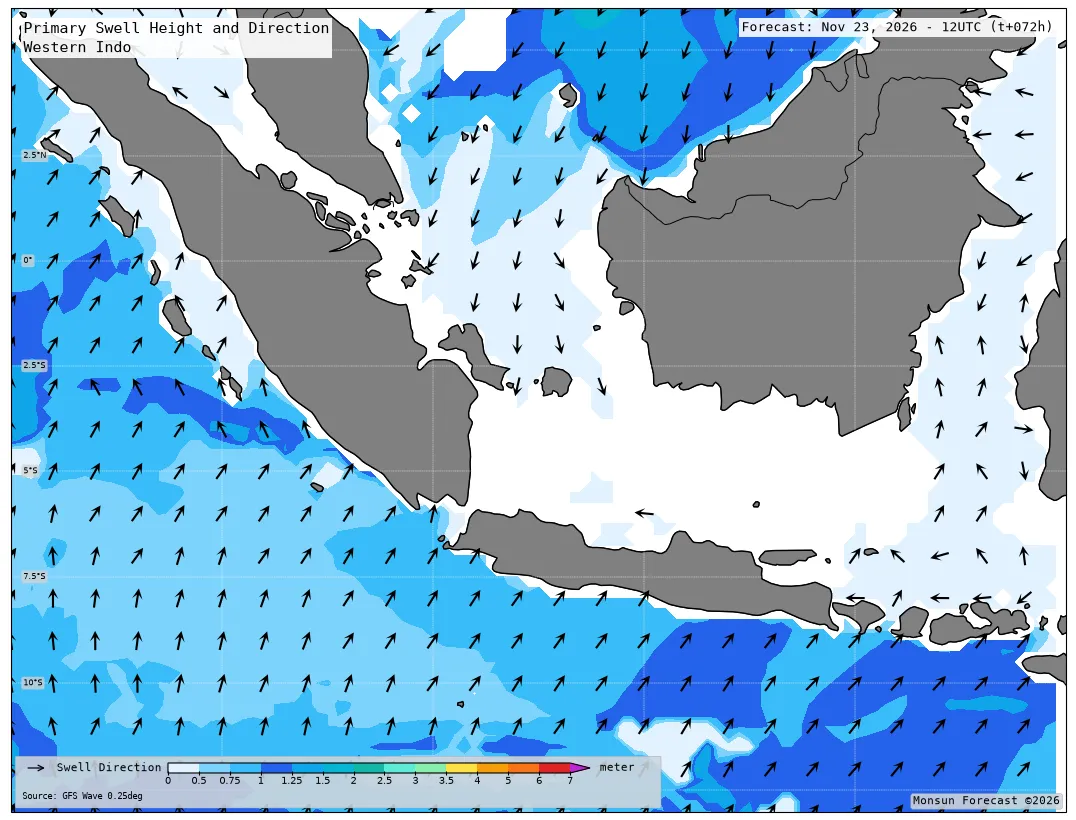 Primary Swell Height and Direction
Western Indo
Forecast: Nov 23, 2026 - 12UTC (t+072h)
2.5°N
0°
2.5°S
5°S
7.5°S
10°S
Swell Direction
0 0.5 0.75 1 1.25 1.5 2 2.5 3 3.5 4 5 6 7
meter
Source: GFS Wave 0.25deg
Monsun Forecast ©2026